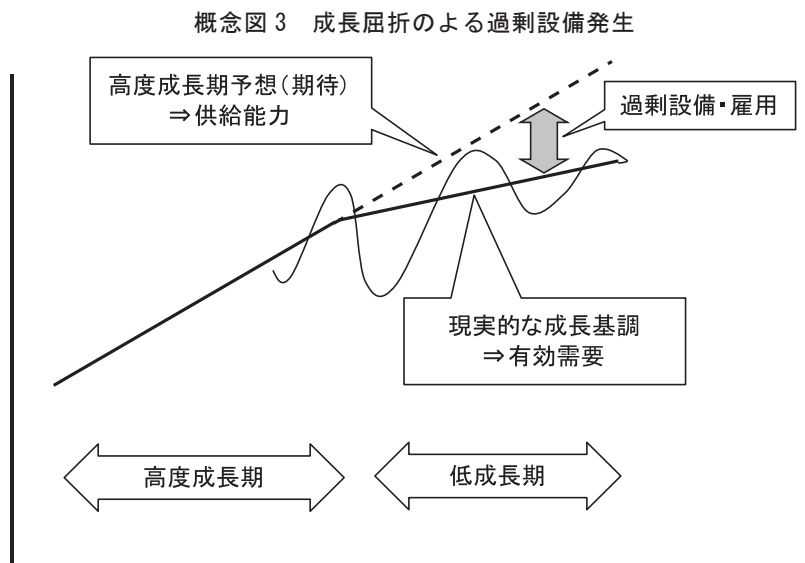 概念図3　成長屈折のよる過剰設備発生
高度成長期予想(期待)
⇒供給能力
過剰設備・雇用
現実的な成長基調
⇒有効需要
高度成長期
低成長期